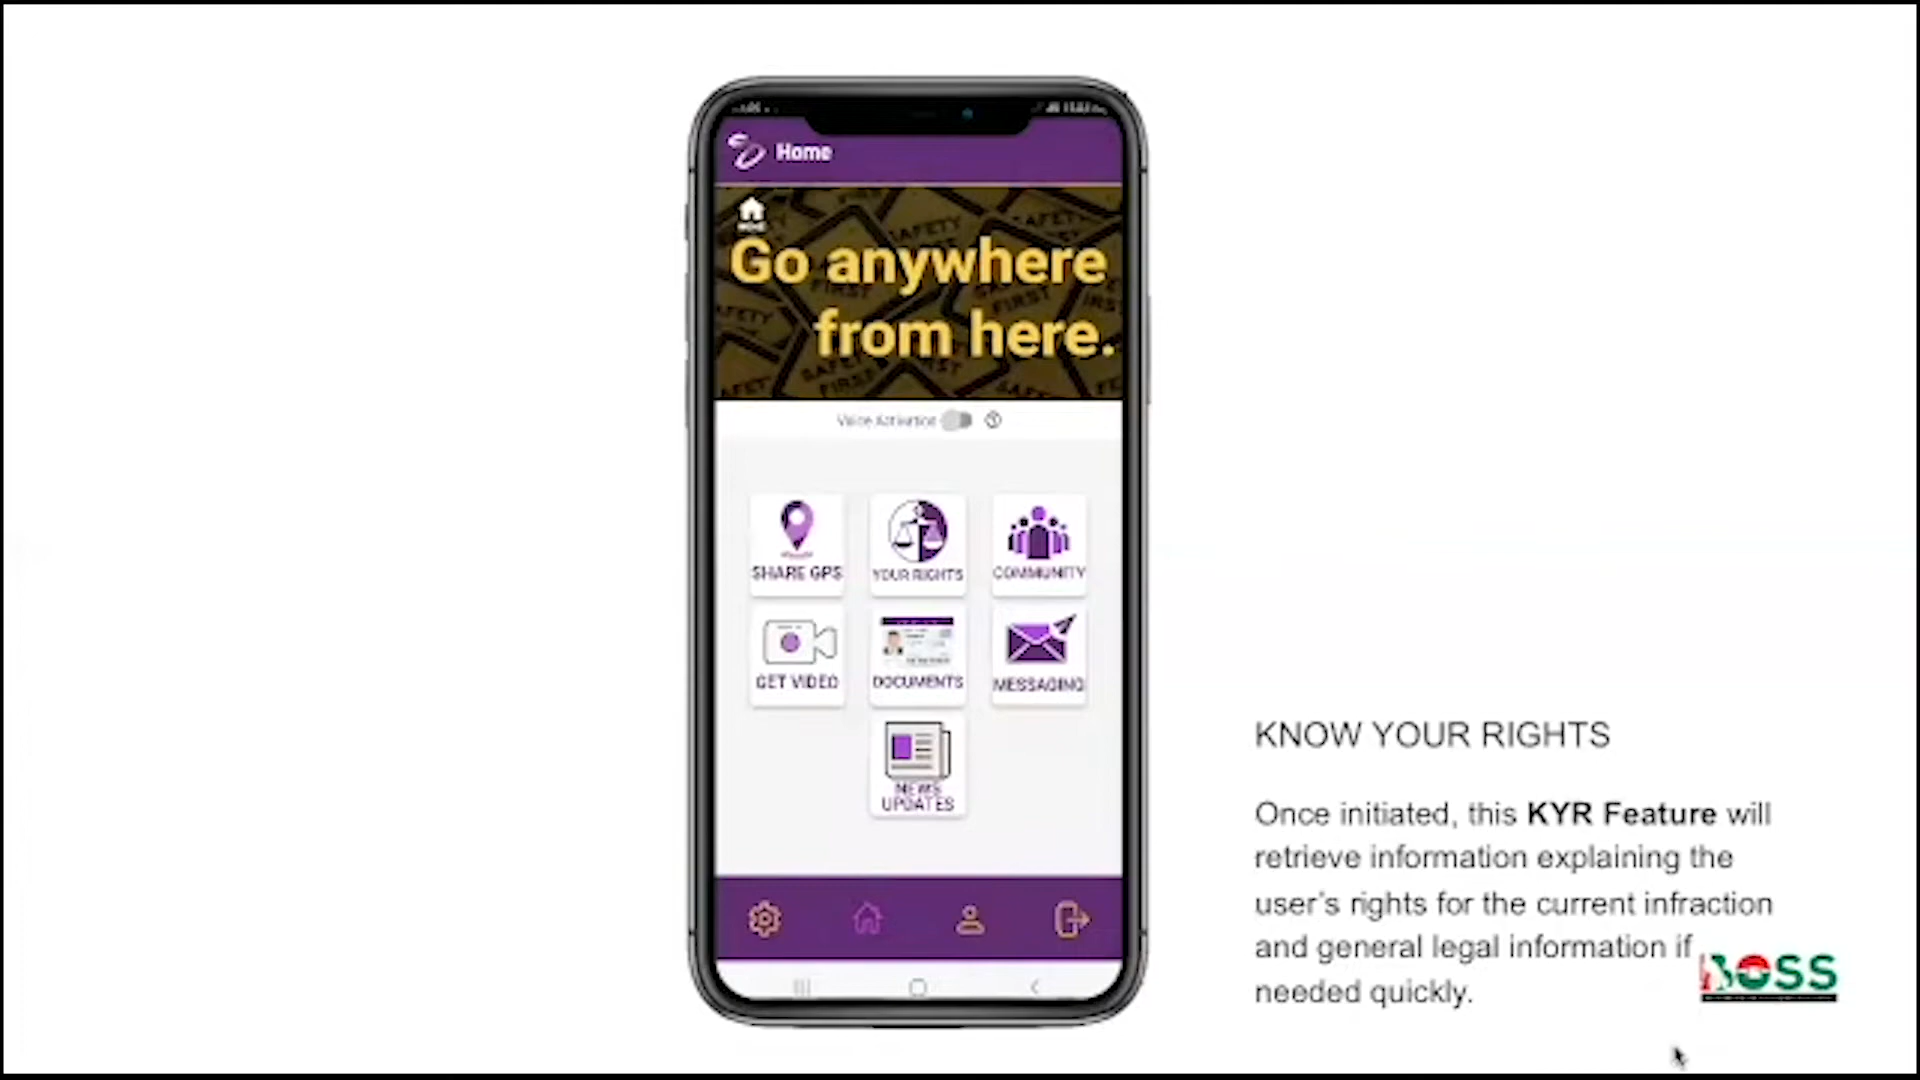 Home
Go anywhere
from here.
Voice Activation
SHARE GPS
YOUR RIGHTS
COMMUNITY
GET VIDEO
DOCUMENTS
MESSAGING
NEWS
UPDATES
KNOW YOUR RIGHTS
Once initiated, this KYR Feature will
retrieve information explaining the
user's rights for the current infraction
and general legal information if
needed quickly.
BOSS